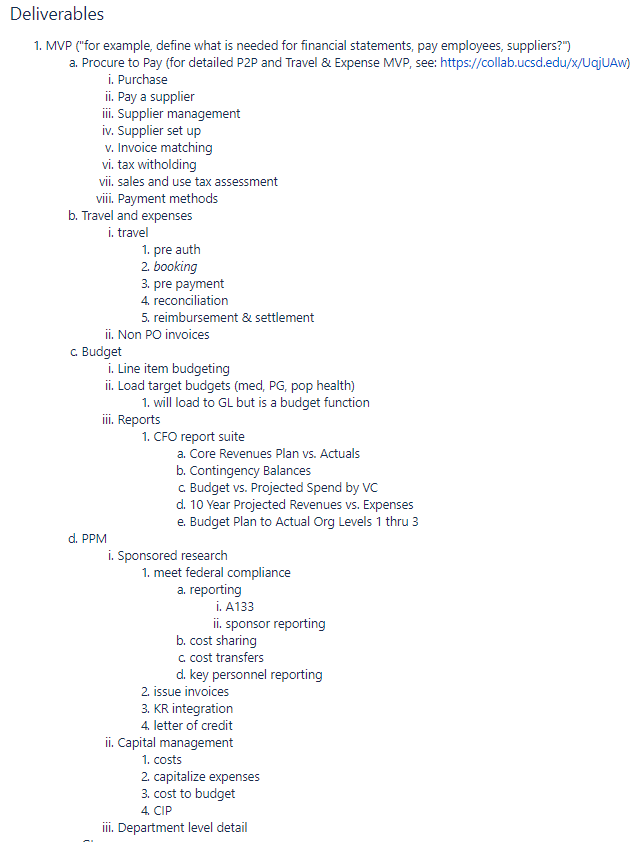 Deliverables
1. MVP ("for example, define what is needed for financial statements, pay employees, suppliers?")
a. Procure to Pay (for detailed P2P and Travel & Expense MVP, see: https://collab.ucsd.edu/x/UqjUAw)
i. Purchase
ii. Pay a supplier
iii. Supplier management
iv. Supplier set up
v. Invoice matching
vi. tax witholding
vii. sales and use tax assessment
viii. Payment methods
b. Travel and expenses
i. travel
1. pre auth
2. booking
3. pre payment
4. reconciliation
5. reimbursement & settlement
ii. Non PO invoices
c. Budget
i. Line item budgeting
ii. Load target budgets (med, PG, pop health)
1. will load to GL but is a budget function
iii. Reports
1. CFO report suite
a. Core Revenues Plan vs. Actuals
b. Contingency Balances
c. Budget vs. Projected Spend by VC
d. 10 Year Projected Revenues vs. Expenses
e. Budget Plan to Actual Org Levels 1 thru 3
d. PPM
i. Sponsored research
1. meet federal compliance
a. reporting
i. A133
ii. sponsor reporting
b. cost sharing
c. cost transfers
d. key personnel reporting
2. issue invoices
3. KR integration
4. letter of credit
ii. Capital management
1. costs
2. capitalize expenses
3. cost to budget
4. CIP
iii. Department level detail